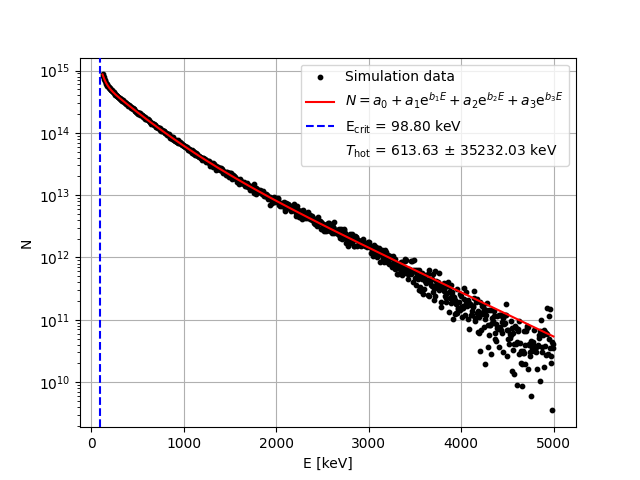 Simulation data
N = a₀ + a₁e^{b₁E} + a₂e^{b₂E} + a₃e^{b₃E}
E_crit = 98.80 keV
T_hot = 613.63 ± 35232.03 keV
N
10¹⁵
10¹⁴
10¹³
10¹²
10¹¹
10¹⁰
0 1000 2000 3000 4000 5000
E [keV]